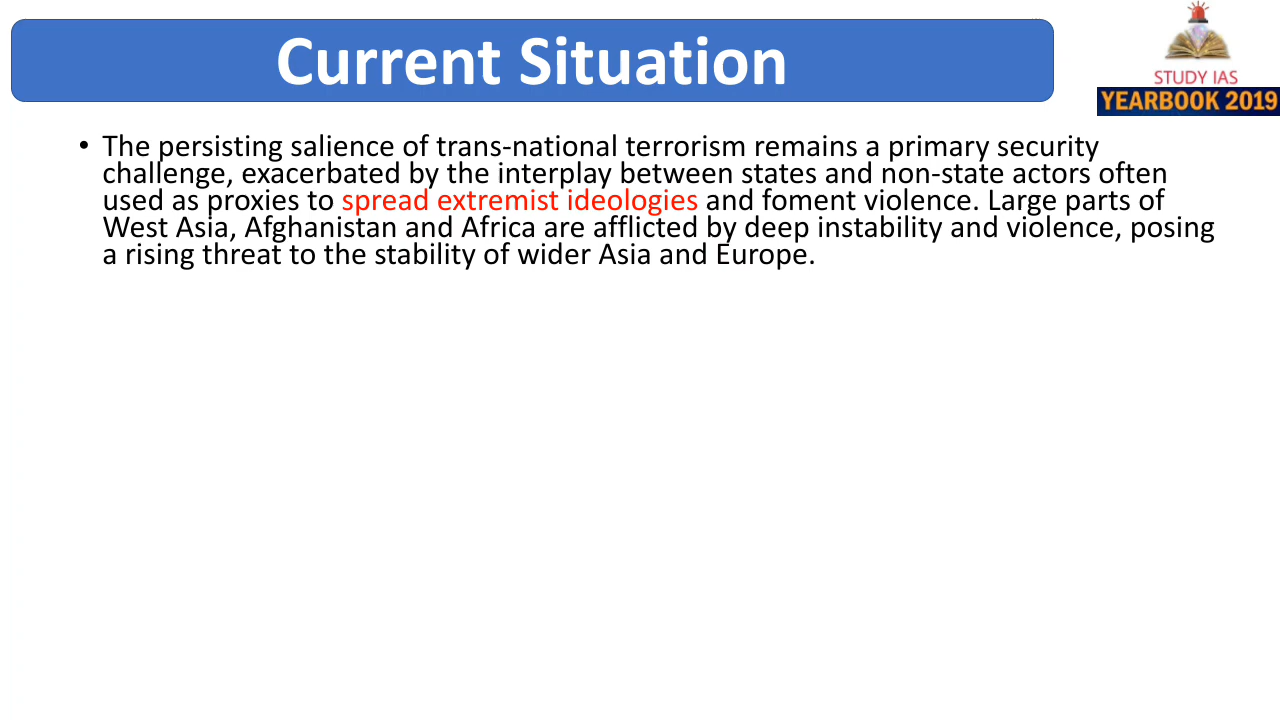 Current Situation
STUDY IAS
YEARBOOK 2019
• The persisting salience of trans-national terrorism remains a primary security
challenge, exacerbated by the interplay between states and non-state actors often
used as proxies to spread extremist ideologies and foment violence. Large parts of
West Asia, Afghanistan and Africa are afflicted by deep instability and violence, posing
a rising threat to the stability of wider Asia and Europe.